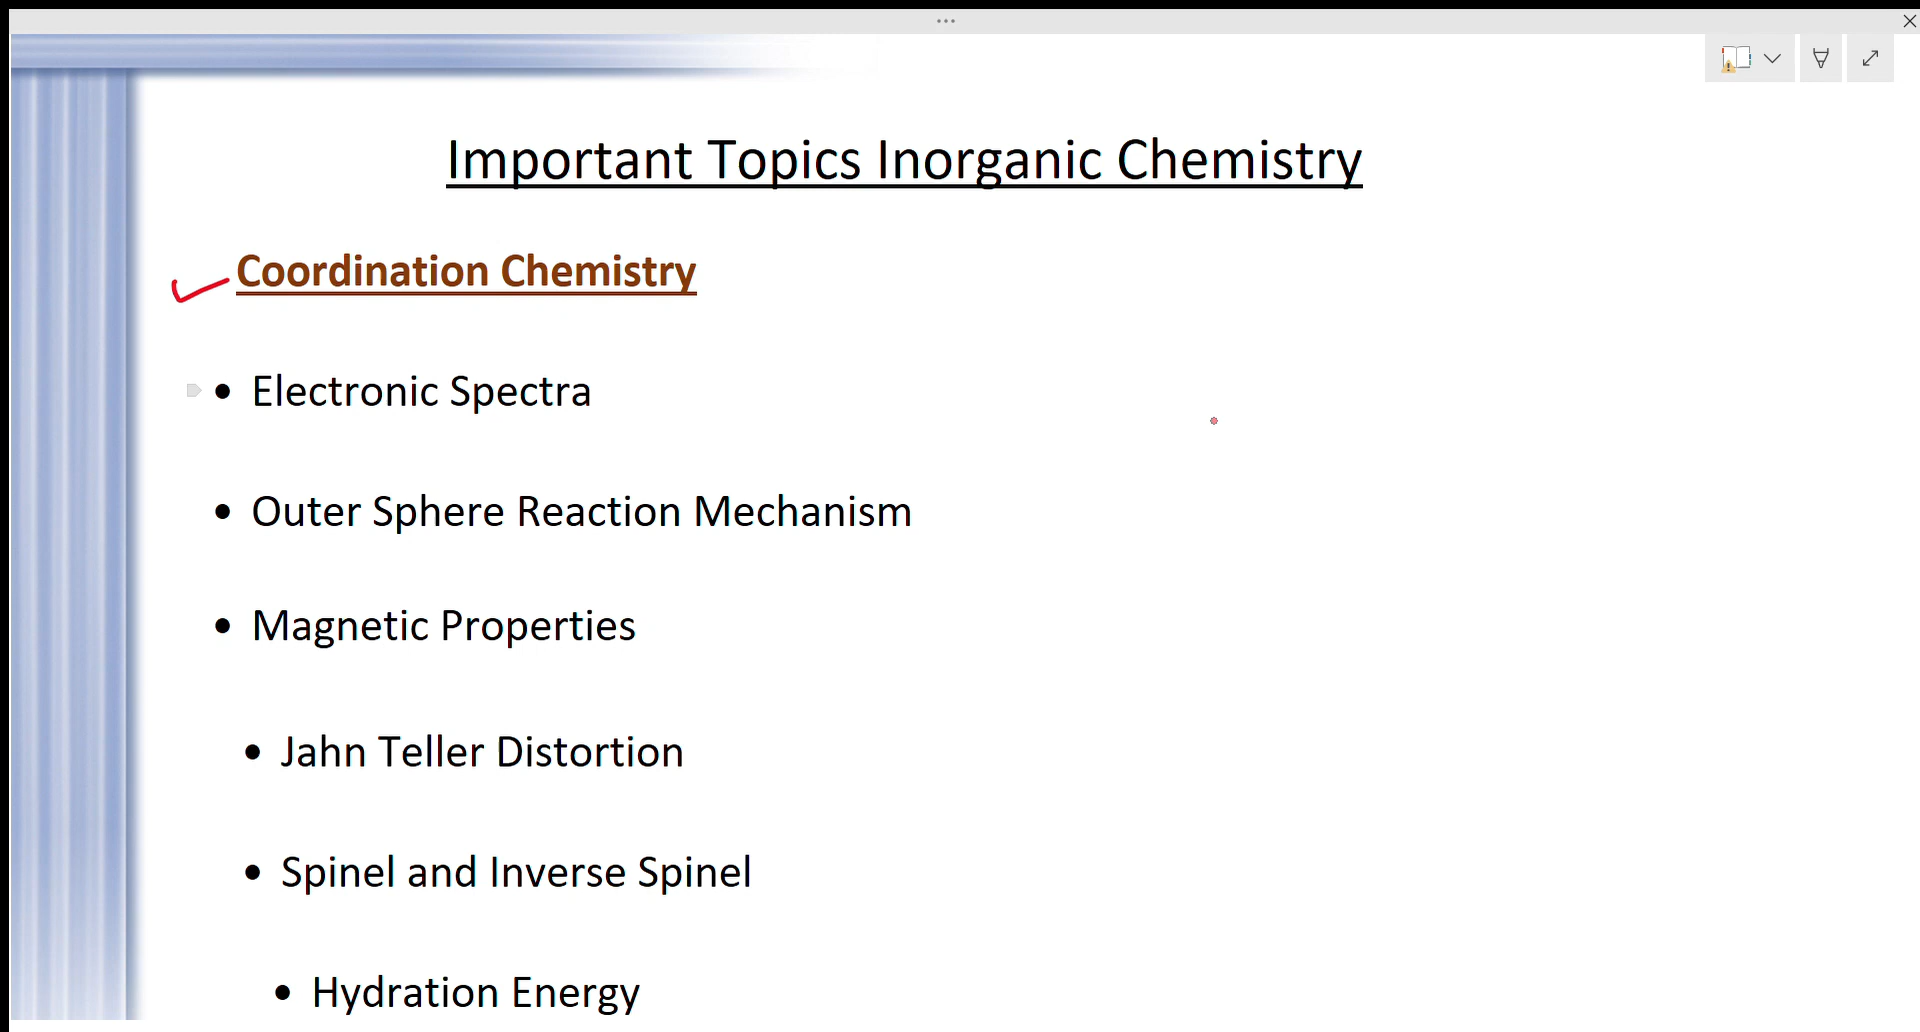 Important Topics Inorganic Chemistry
Coordination Chemistry
• Electronic Spectra
• Outer Sphere Reaction Mechanism
• Magnetic Properties
• Jahn Teller Distortion
• Spinel and Inverse Spinel
• Hydration Energy